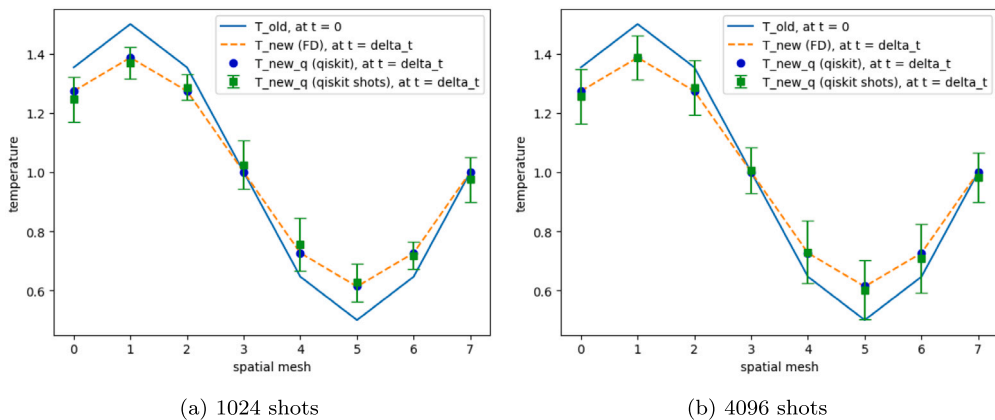 T_old, at t = 0
T_new (FD), at t = delta_t
T_new_q (qiskit), at t = delta_t
T_new_q (qiskit shots), at t = delta_t
1.4
1.2
1.0
0.8
0.6
temperature
0 1 2 3 4 5 6 7
spatial mesh
(a) 1024 shots
T_old, at t = 0
T_new (FD), at t = delta_t
T_new_q (qiskit), at t = delta_t
T_new_q (qiskit shots), at t = delta_t
1.4
1.2
1.0
0.8
0.6
temperature
0 1 2 3 4 5 6 7
spatial mesh
(b) 4096 shots